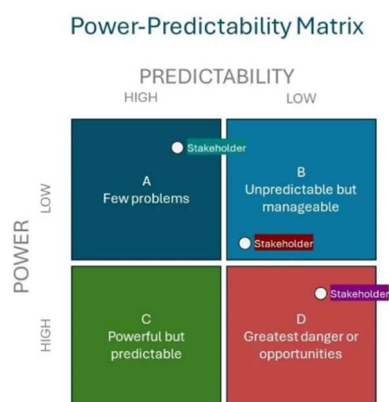 Power-Predictability Matrix
PREDICTABILITY
HIGH
LOW
POWER
LOW
HIGH
Stakeholder
A
Few problems
B
Unpredictable but
manageable
Stakeholder
Stakeholder
C
Powerful but
predictable
D
Greatest danger or
opportunities